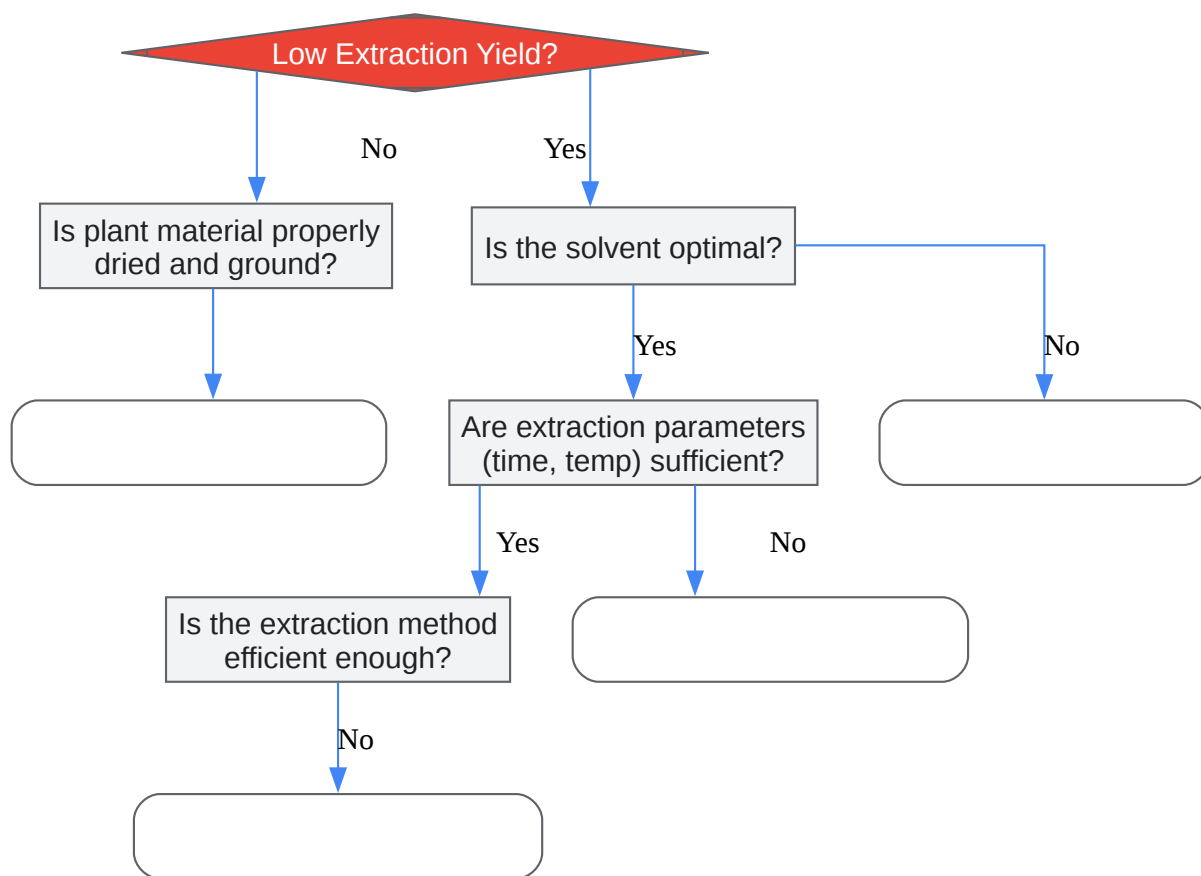 Low Extraction Yield?
No
Yes
Is plant material properly
dried and ground?
Is the solvent optimal?
Yes
No
Are extraction parameters
(time, temp) sufficient?
Yes
No
Is the extraction method
efficient enough?
No